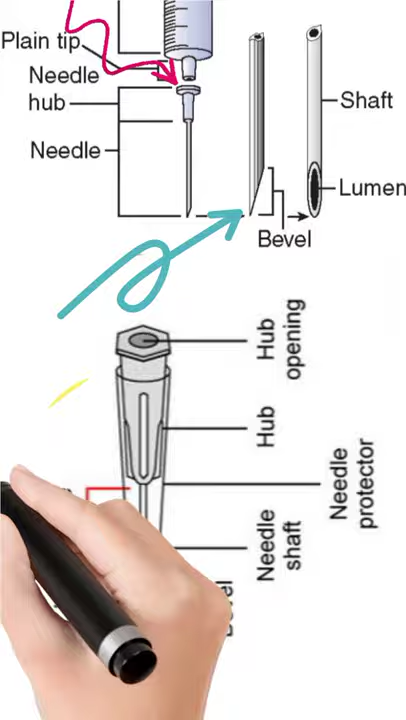 Plain tip
Needle
hub
Needle
Shaft
Lumen
Bevel
Hub
opening
Hub
Needle
protector
Needle
shaft